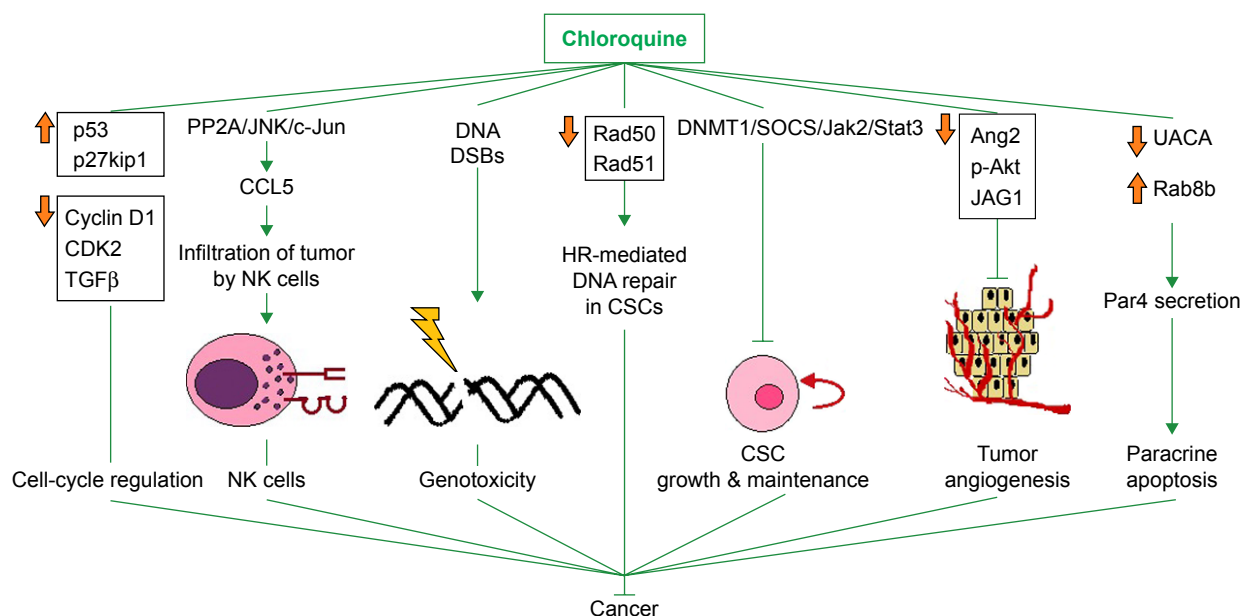 Chloroquine
p53
p27kip1
Cyclin D1
CDK2
TGFβ
Cell-cycle regulation
PP2A/JNK/c-Jun
CCL5
Infiltration of tumor
by NK cells
NK cells
DNA
DSBs
Genotoxicity
Rad50
Rad51
HR-mediated
DNA repair
in CSCs
DNMT1/SOCS/Jak2/Stat3
CSC
growth & maintenance
Ang2
p-Akt
JAG1
Tumor
angiogenesis
UACA
Rab8b
Par4 secretion
Paracrine
apoptosis
Cancer